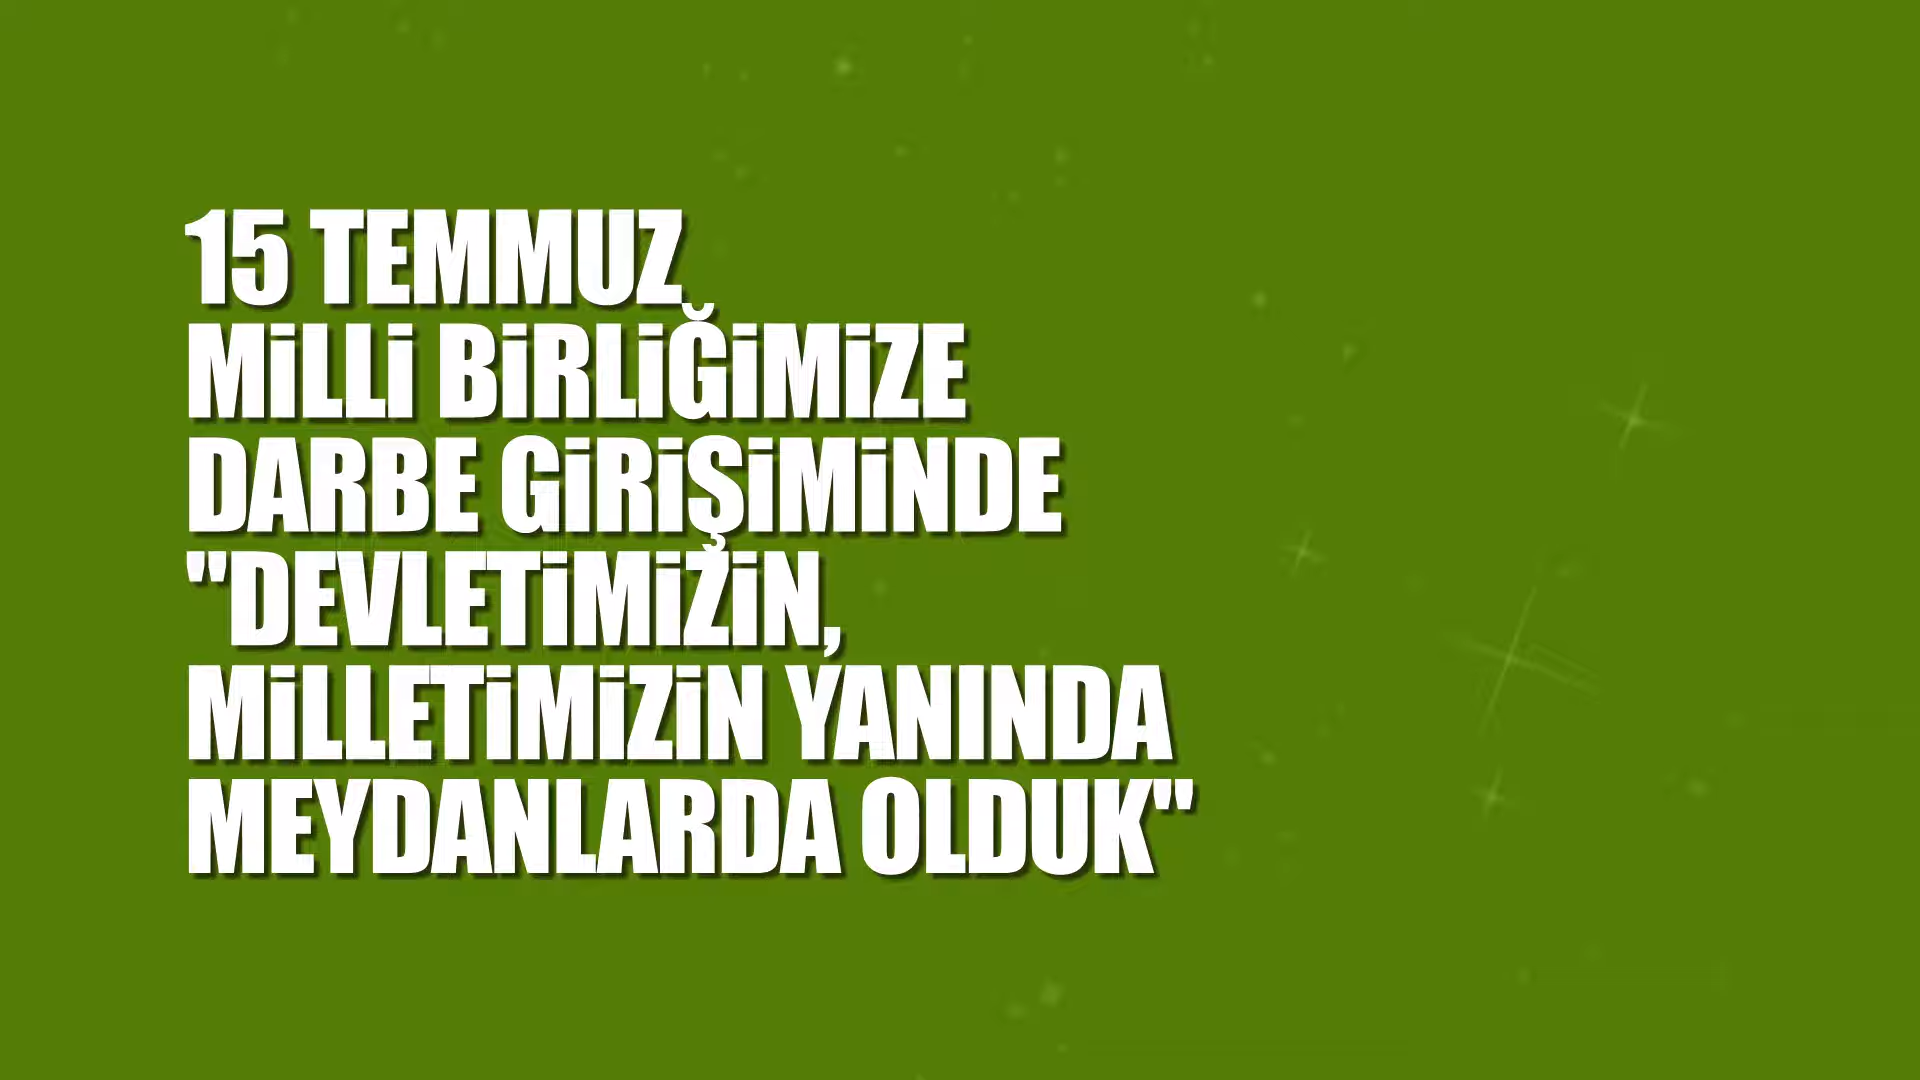 15 TEMMUZ
MİLLİ BİRLİĞİMİZE
DARBE GİRİŞİMİNDE
"DEVLETİMİZİN,
MİLLETİMİZİN YANINDA
MEYDANLARDA OLDUK"